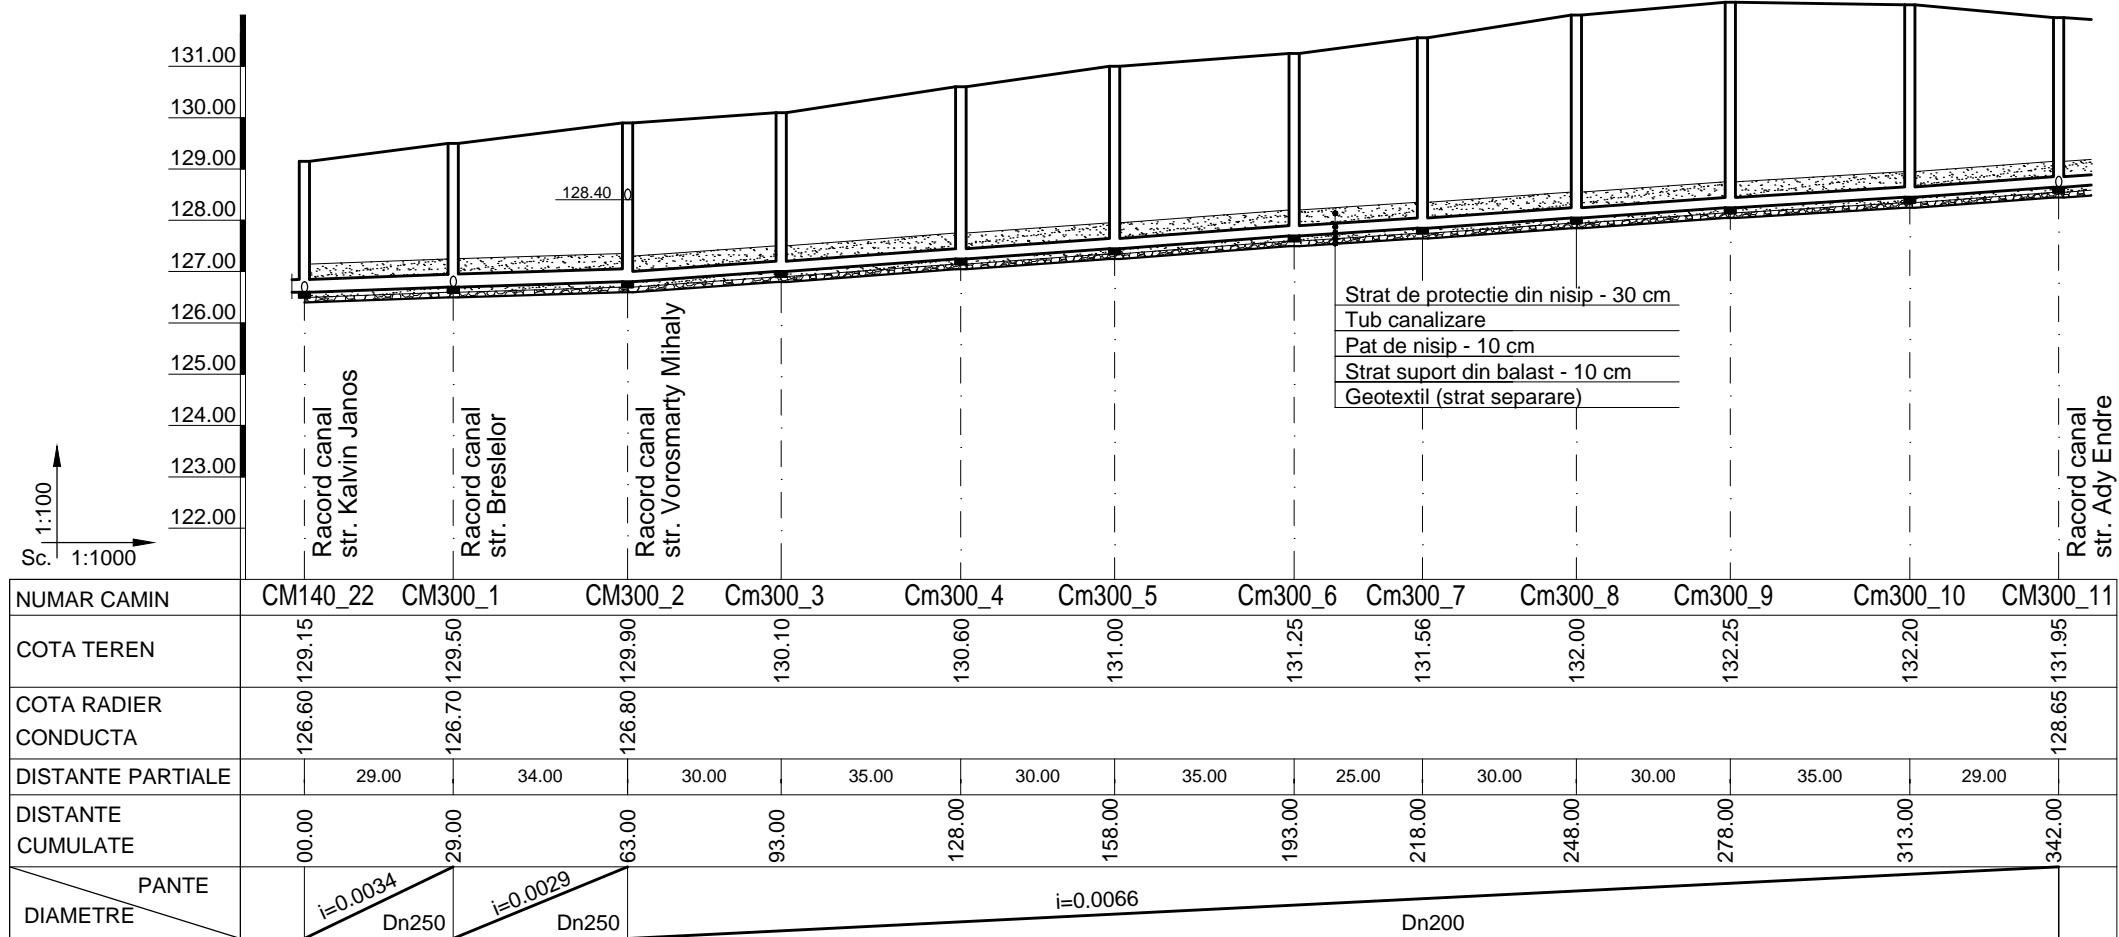 131.00
130.00
129.00
128.00
127.00
126.00
125.00
124.00
123.00
122.00
128.40
1:100
Sc. 1:1000
Racord canal
str. Kalvin Janos
Racord canal
str. Breslelor
Racord canal
str. Vorosmarty Mihaly
Strat de protectie din nisip - 30 cm
Tub canalizare
Pat de nisip - 10 cm
Strat suport din balast - 10 cm
Geotextil (strat separare)
Racord canal
str. Ady Endre
NUMAR CAMIN CM140_22 CM300_1 CM300_2 Cm300_3 Cm300_4 Cm300_5 Cm300_6 Cm300_7 Cm300_8 Cm300_9 Cm300_10 CM300_11
COTA TEREN 129.15 129.50 129.90 130.10 130.60 131.00 131.25 131.56 132.00 132.25 132.20 131.95
COTA RADIER
CONDUCTA
126.60 126.70 126.80 128.65
DISTANTE PARTIALE 29.00 34.00 30.00 35.00 30.00 35.00 25.00 30.00 30.00 35.00 29.00
DISTANTE
CUMULATE
00.00 29.00 63.00 93.00 128.00 158.00 193.00 218.00 248.00 278.00 313.00 342.00
PANTE
i=0.0034 i=0.0029 i=0.0066
DIAMETRE
Dn250 Dn250 Dn200